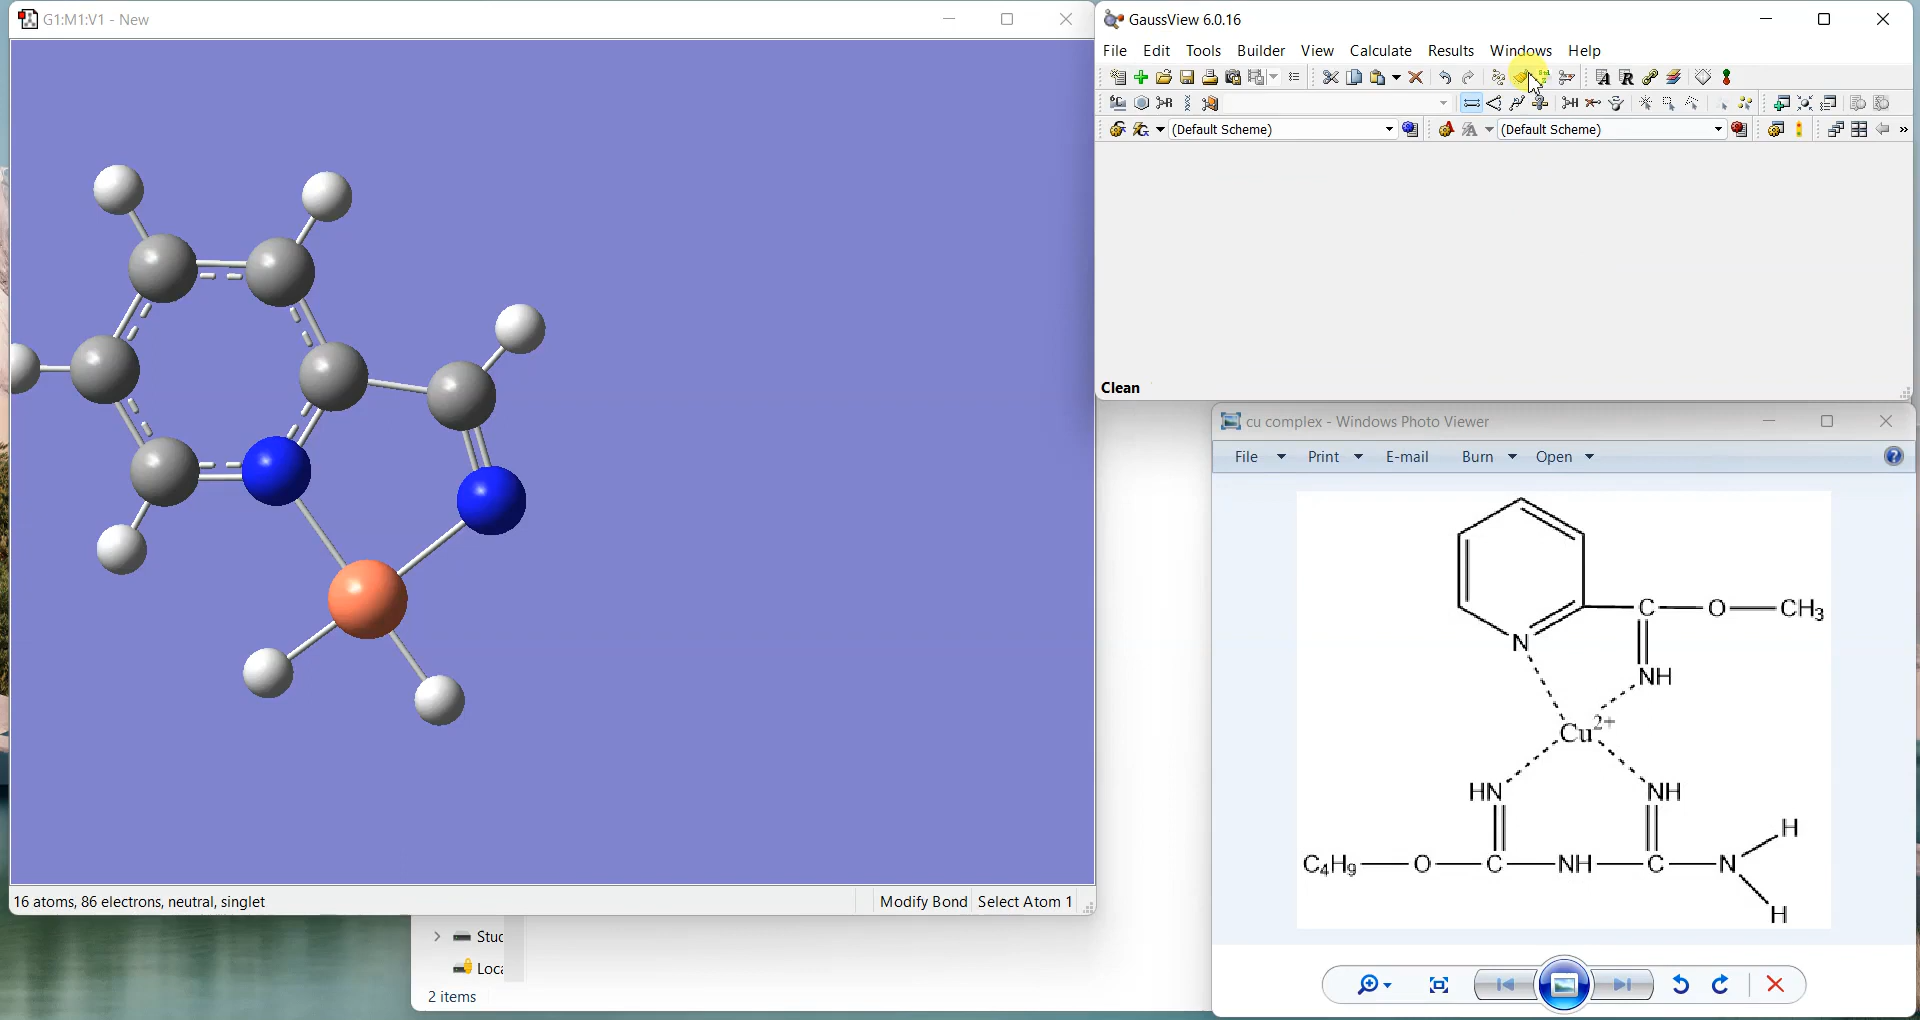 G1:M1:V1 - New
16 atoms, 86 electrons, neutral, singlet
Modify Bond
Select Atom 1
GaussView 6.0.16
File Edit Tools Builder View Calculate Results Windows Help
(Default Scheme)
(Default Scheme)
Clean
cu complex - Windows Photo Viewer
File Print E-mail Burn Open
C O CH3
N
NH
Cu2+
HN NH
H
C4H9 O C NH C N
H
Stuc
Loca
2 items